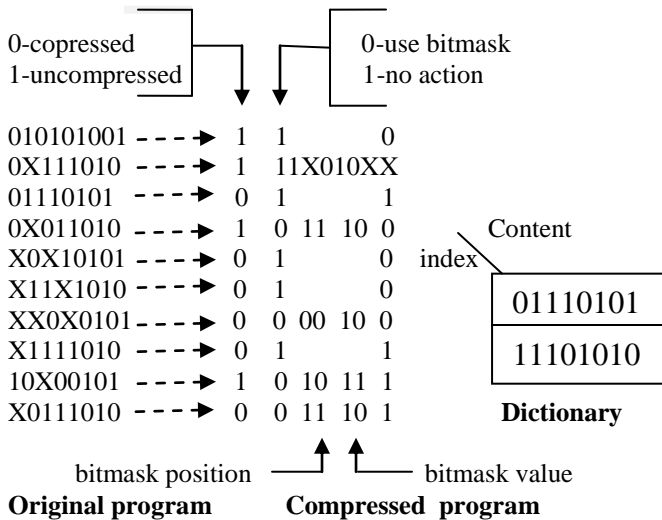 0-copressed 0-use bitmask
1-uncompressed 1-no action
010101001 1 1 0
0X111010 1 11X010XX
01110101 0 1 1
0X011010 1 0 11 10 0 Content
X0X10101 0 1 0 index
X11X1010 0 1 0 01110101
XX0X0101 0 0 00 10 0
X1111010 0 1 1 11101010
10X00101 1 0 10 11 1
X0111010 0 0 11 10 1 Dictionary
bitmask position bitmask value
Original program Compressed program